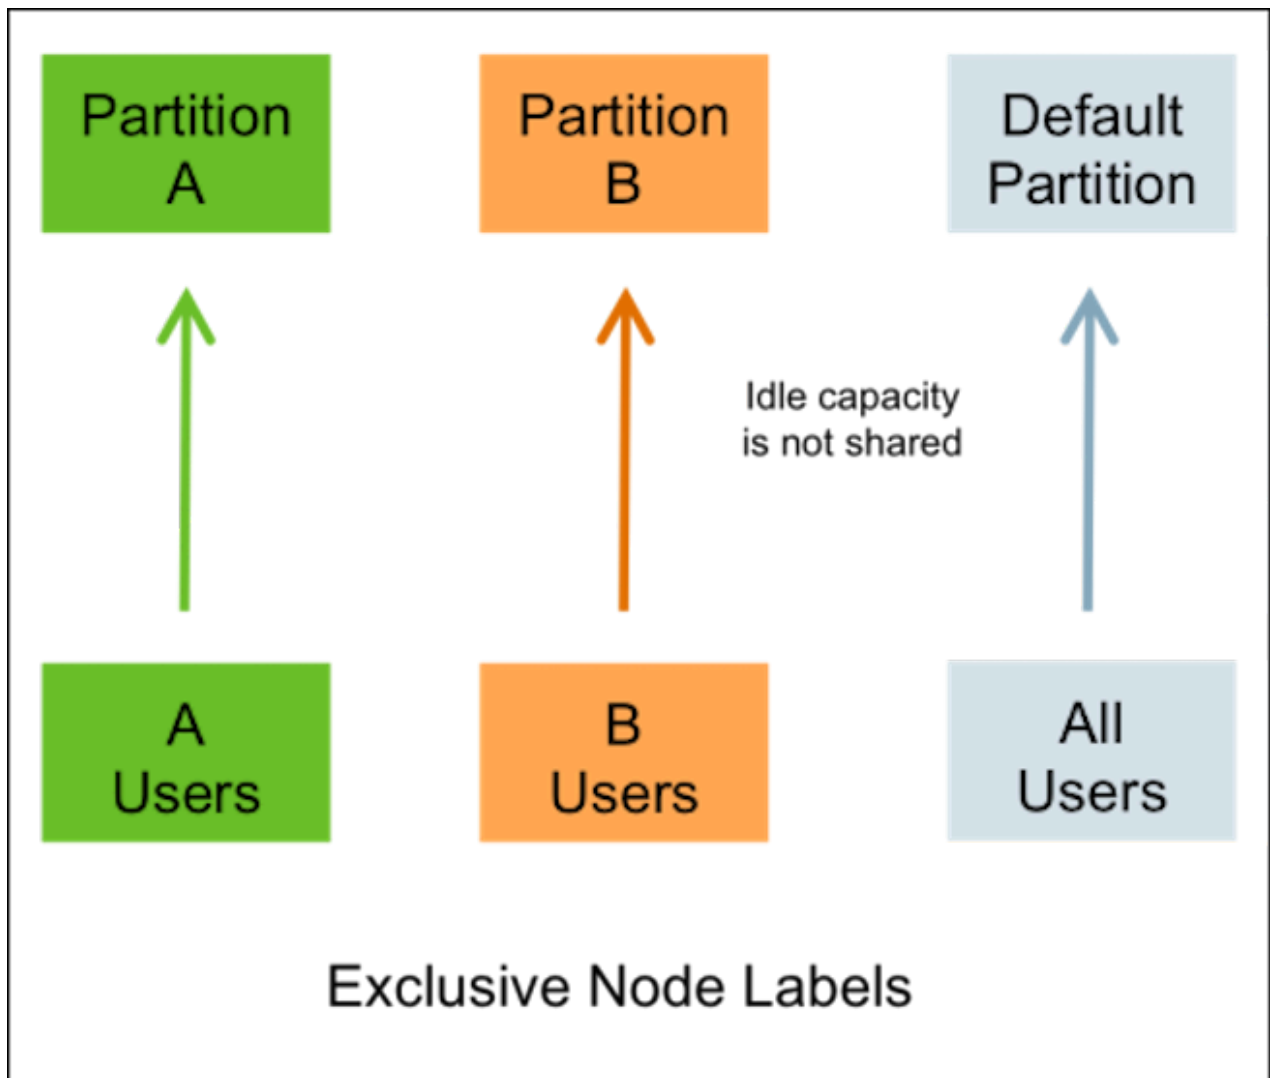 Partition
A
Partition
B
Default
Partition
Idle capacity
is not shared
A
Users
B
Users
All
Users
Exclusive Node Labels